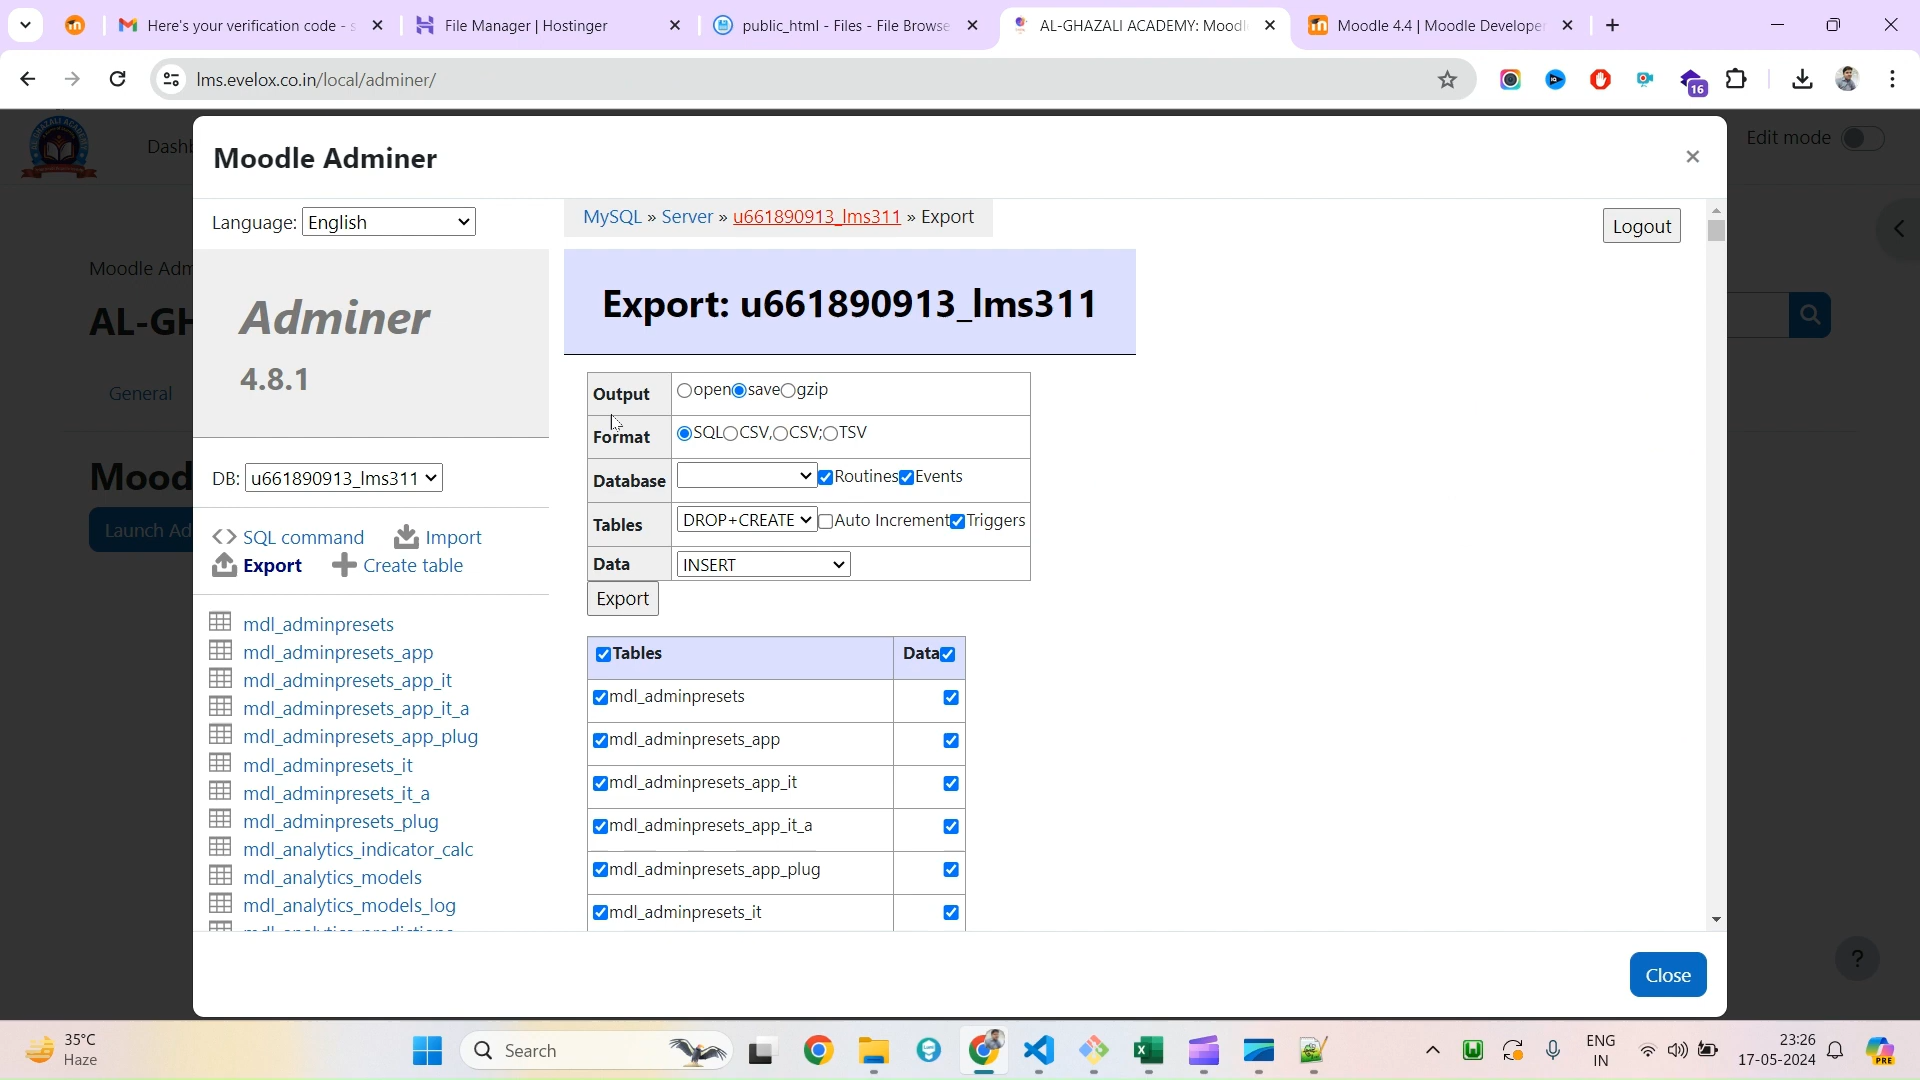 Here's your verification code - s
File Manager | Hostinger
public_html - Files - File Browse
AL-GHAZALI ACADEMY: Moodl
Moodle 4.4 | Moodle Developer
lms.evelox.co.in/local/adminer/
16
Dashb
Edit mode
Moodle Adminer
Language: English
MySQL » Server » u661890913_lms311 » Export
Logout
Moodle Adm
AL-GH
General
Mood
Launch Ad
Adminer
4.8.1
Export: u661890913_lms311
Output open save gzip
Format SQL CSV, CSV; TSV
Database Routines Events
Tables DROP+CREATE Auto Increment Triggers
Data INSERT
Export
DB: u661890913_lms311
SQL command Import
Export Create table
mdl_adminpresets
mdl_adminpresets_app
mdl_adminpresets_app_it
mdl_adminpresets_app_it_a
mdl_adminpresets_app_plug
mdl_adminpresets_it
mdl_adminpresets_it_a
mdl_adminpresets_plug
mdl_analytics_indicator_calc
mdl_analytics_models
mdl_analytics_models_log
Tables Data
mdl_adminpresets
mdl_adminpresets_app
mdl_adminpresets_app_it
mdl_adminpresets_app_it_a
mdl_adminpresets_app_plug
mdl_adminpresets_it
Close
?
35°C
Haze
Search
ENG
IN
23:26
17-05-2024
PRE